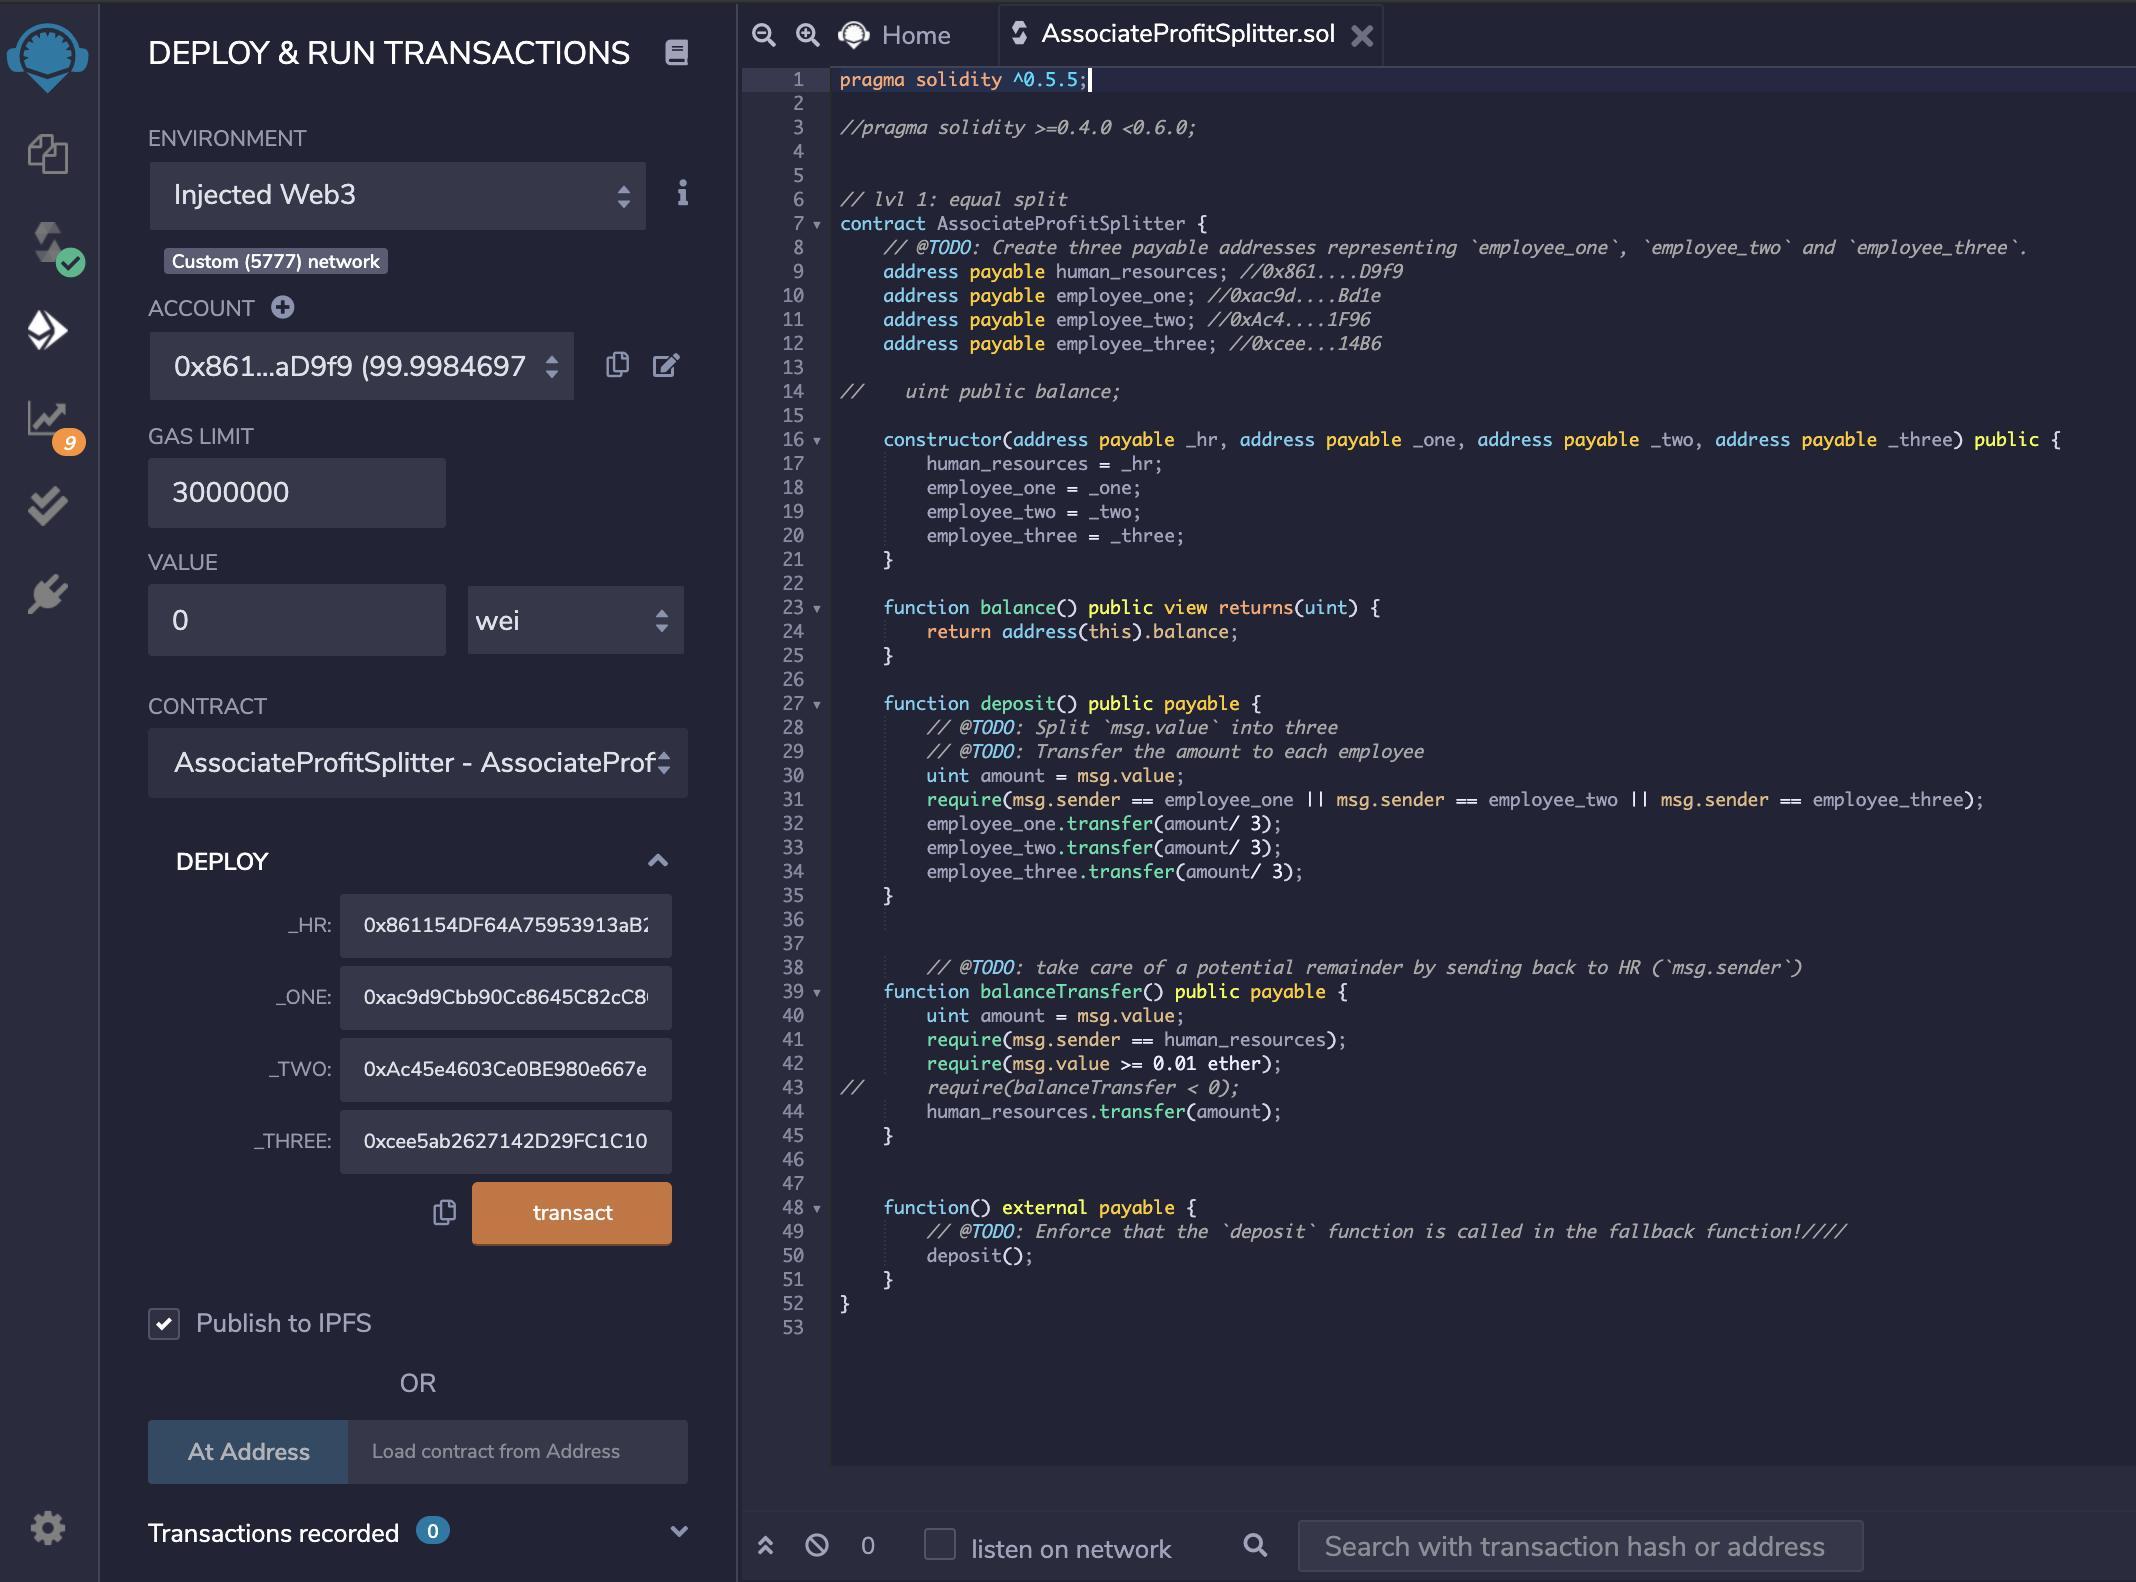 DEPLOY & RUN TRANSACTIONS
ENVIRONMENT
Injected Web3
Custom (5777) network
ACCOUNT
0x861...aD9f9 (99.9984697
GAS LIMIT
3000000
VALUE
0
wei
CONTRACT
AssociateProfitSplitter - AssociateProf
DEPLOY
_HR:
0x861154DF64A75953913aB2
_ONE:
0xac9d9Cbb90Cc8645C82cC8
_TWO:
0xAc45e4603Ce0BE980e667e
_THREE:
0xcee5ab2627142D29FC1C10
transact
Publish to IPFS
OR
At Address
Load contract from Address
Transactions recorded 0
9
Home
AssociateProfitSplitter.sol
1 pragma solidity ^0.5.5;
2
3 //pragma solidity >=0.4.0 <0.6.0;
4
5
6 // lvl 1: equal split
7 contract AssociateProfitSplitter {
8     // @TODO: Create three payable addresses representing `employee_one`, `employee_two` and `employee_three`.
9     address payable human_resources; //0x861....D9f9
10     address payable employee_one; //0xac9d....Bd1e
11     address payable employee_two; //0xAc4....1F96
12     address payable employee_three; //0xcee...14B6
13
14 //    uint public balance;
15
16     constructor(address payable _hr, address payable _one, address payable _two, address payable _three) public {
17         human_resources = _hr;
18         employee_one = _one;
19         employee_two = _two;
20         employee_three = _three;
21     }
22
23     function balance() public view returns(uint) {
24         return address(this).balance;
25     }
26
27     function deposit() public payable {
28         // @TODO: Split `msg.value` into three
29         // @TODO: Transfer the amount to each employee
30         uint amount = msg.value;
31         require(msg.sender == employee_one || msg.sender == employee_two || msg.sender == employee_three);
32         employee_one.transfer(amount/ 3);
33         employee_two.transfer(amount/ 3);
34         employee_three.transfer(amount/ 3);
35     }
36
37
38         // @TODO: take care of a potential remainder by sending back to HR (`msg.sender`)
39     function balanceTransfer() public payable {
40         uint amount = msg.value;
41         require(msg.sender == human_resources);
42         require(msg.value >= 0.01 ether);
43 //      require(balanceTransfer < 0);
44         human_resources.transfer(amount);
45     }
46
47
48     function() external payable {
49         // @TODO: Enforce that the `deposit` function is called in the fallback function!////
50         deposit();
51     }
52 }
53
0
listen on network
Search with transaction hash or address